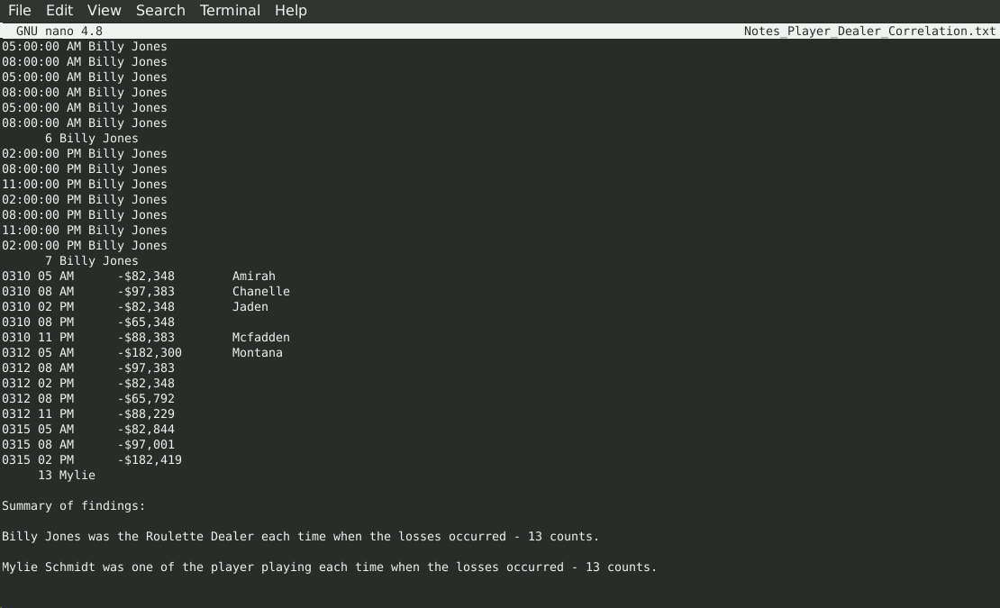 File Edit View Search Terminal Help
GNU nano 4.8 Notes_Player_Dealer_Correlation.txt
05:00:00 AM Billy Jones
08:00:00 AM Billy Jones
05:00:00 AM Billy Jones
08:00:00 AM Billy Jones
05:00:00 AM Billy Jones
08:00:00 AM Billy Jones
6 Billy Jones
02:00:00 PM Billy Jones
08:00:00 PM Billy Jones
11:00:00 PM Billy Jones
02:00:00 PM Billy Jones
08:00:00 PM Billy Jones
11:00:00 PM Billy Jones
02:00:00 PM Billy Jones
7 Billy Jones
0310 05 AM -$82,348 Amirah
0310 08 AM -$97,383 Chanelle
0310 02 PM -$82,348 Jaden
0310 08 PM -$65,348
0310 11 PM -$88,383 Mcfadden
0312 05 AM -$182,300 Montana
0312 08 AM -$97,383
0312 02 PM -$82,348
0312 08 PM -$65,792
0312 11 PM -$88,229
0315 05 AM -$82,844
0315 08 AM -$97,001
0315 02 PM -$182,419
13 Mylie
Summary of findings:
Billy Jones was the Roulette Dealer each time when the losses occurred - 13 counts.
Mylie Schmidt was one of the player playing each time when the losses occurred - 13 counts.